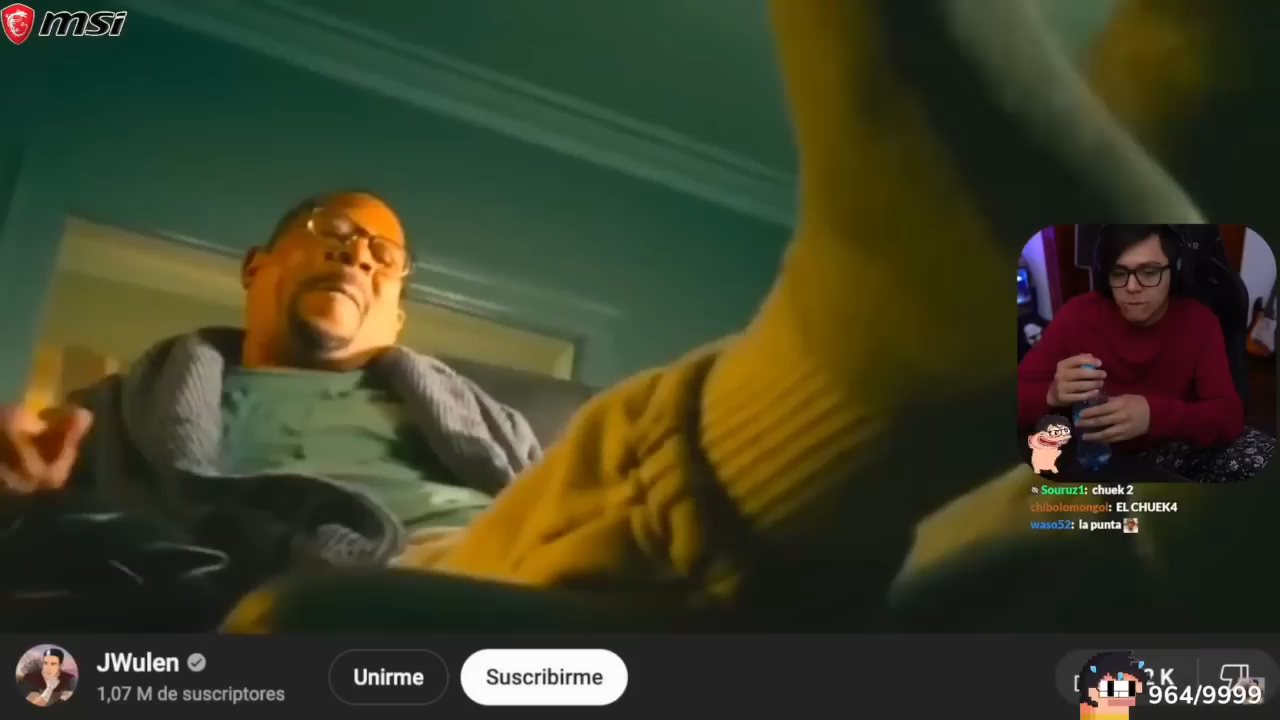 msi
Souruz1: chuek 2
chibolomongol: EL CHUEK4
waso52: la punta
JWulen
1,07 M de suscriptores
Unirme
Suscribirme
2 K
964/9999